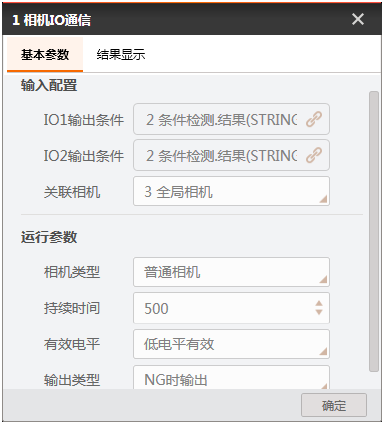 1 相机IO通信
基本参数 结果显示
输入配置
IO1输出条件 2 条件检测.结果(STRING
IO2输出条件 2 条件检测.结果(STRING
关联相机 3 全局相机
运行参数
相机类型 普通相机
持续时间 500
有效电平 低电平有效
输出类型 NG时输出
确定